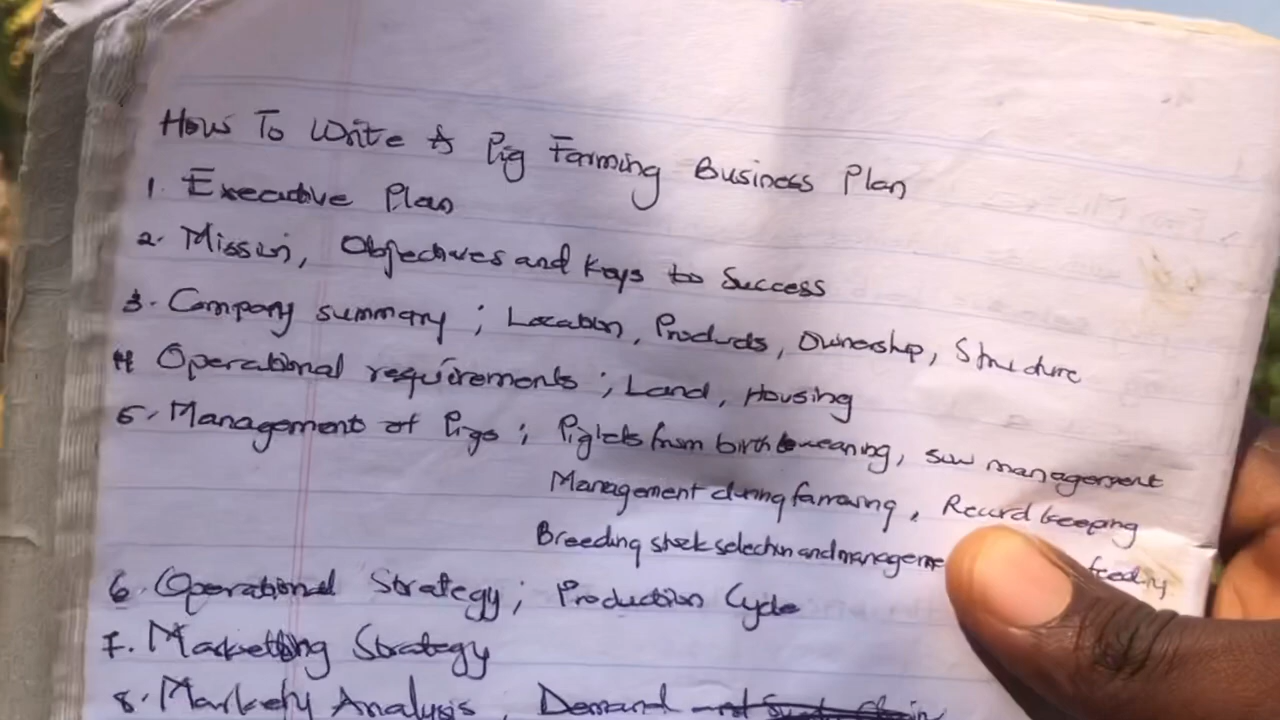 How To Write A Pig Farming Business Plan
1. Executive Plan
2. Mission, Objectives and Keys to Success
3. Company summary ; Location, Products, Ownership, Structure
4 Operational requirements ; Land, Housing
5. Management of Pigs ; Piglets from birth to weaning, sow management
Management during farrowing, Record keeping
Breeding stock selection and manageme feeding
6. Operational Strategy ; Production Cycle
7. Marketing Strategy
8. Markety Analysis, Demand